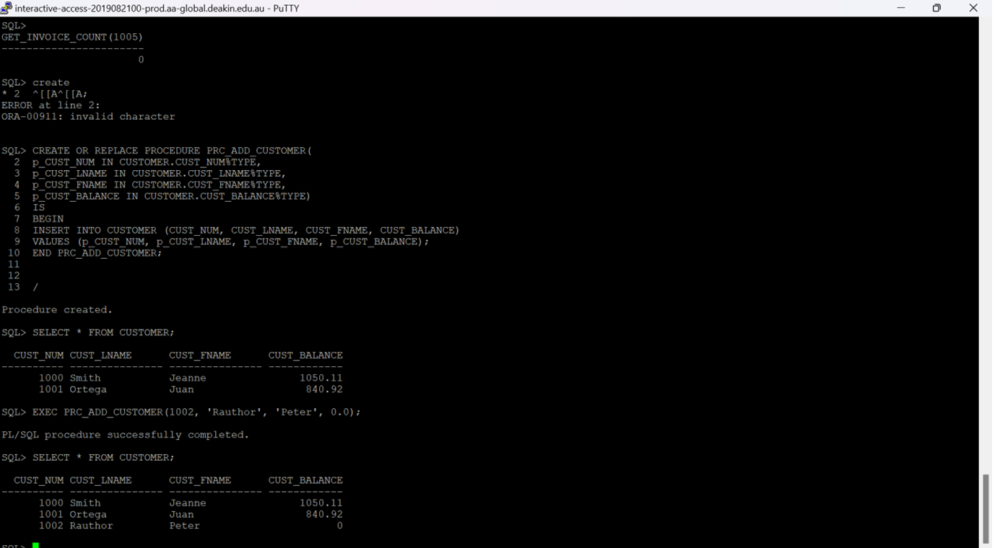 interactive-access-2019082100-prod.aa-global.deakin.edu.au - PuTTY
SQL>
GET_INVOICE_COUNT(1005)
-----------------------
                      0

SQL> create
* 2  ^[[A^[[A;
ERROR at line 2:
ORA-00911: invalid character


SQL> CREATE OR REPLACE PROCEDURE PRC_ADD_CUSTOMER(
  2  p_CUST_NUM IN CUSTOMER.CUST_NUM%TYPE,
  3  p_CUST_LNAME IN CUSTOMER.CUST_LNAME%TYPE,
  4  p_CUST_FNAME IN CUSTOMER.CUST_FNAME%TYPE,
  5  p_CUST_BALANCE IN CUSTOMER.CUST_BALANCE%TYPE)
  6  IS
  7  BEGIN
  8  INSERT INTO CUSTOMER (CUST_NUM, CUST_LNAME, CUST_FNAME, CUST_BALANCE)
  9  VALUES (p_CUST_NUM, p_CUST_LNAME, p_CUST_FNAME, p_CUST_BALANCE);
 10  END PRC_ADD_CUSTOMER;
 11
 12
 13  /

Procedure created.

SQL> SELECT * FROM CUSTOMER;

  CUST_NUM CUST_LNAME      CUST_FNAME      CUST_BALANCE
---------- --------------- --------------- ------------
      1000 Smith           Jeanne               1050.11
      1001 Ortega          Juan                  840.92

SQL> EXEC PRC_ADD_CUSTOMER(1002, 'Rauthor', 'Peter', 0.0);

PL/SQL procedure successfully completed.

SQL> SELECT * FROM CUSTOMER;

  CUST_NUM CUST_LNAME      CUST_FNAME      CUST_BALANCE
---------- --------------- --------------- ------------
      1000 Smith           Jeanne               1050.11
      1001 Ortega          Juan                  840.92
      1002 Rauthor         Peter                      0

SQL>